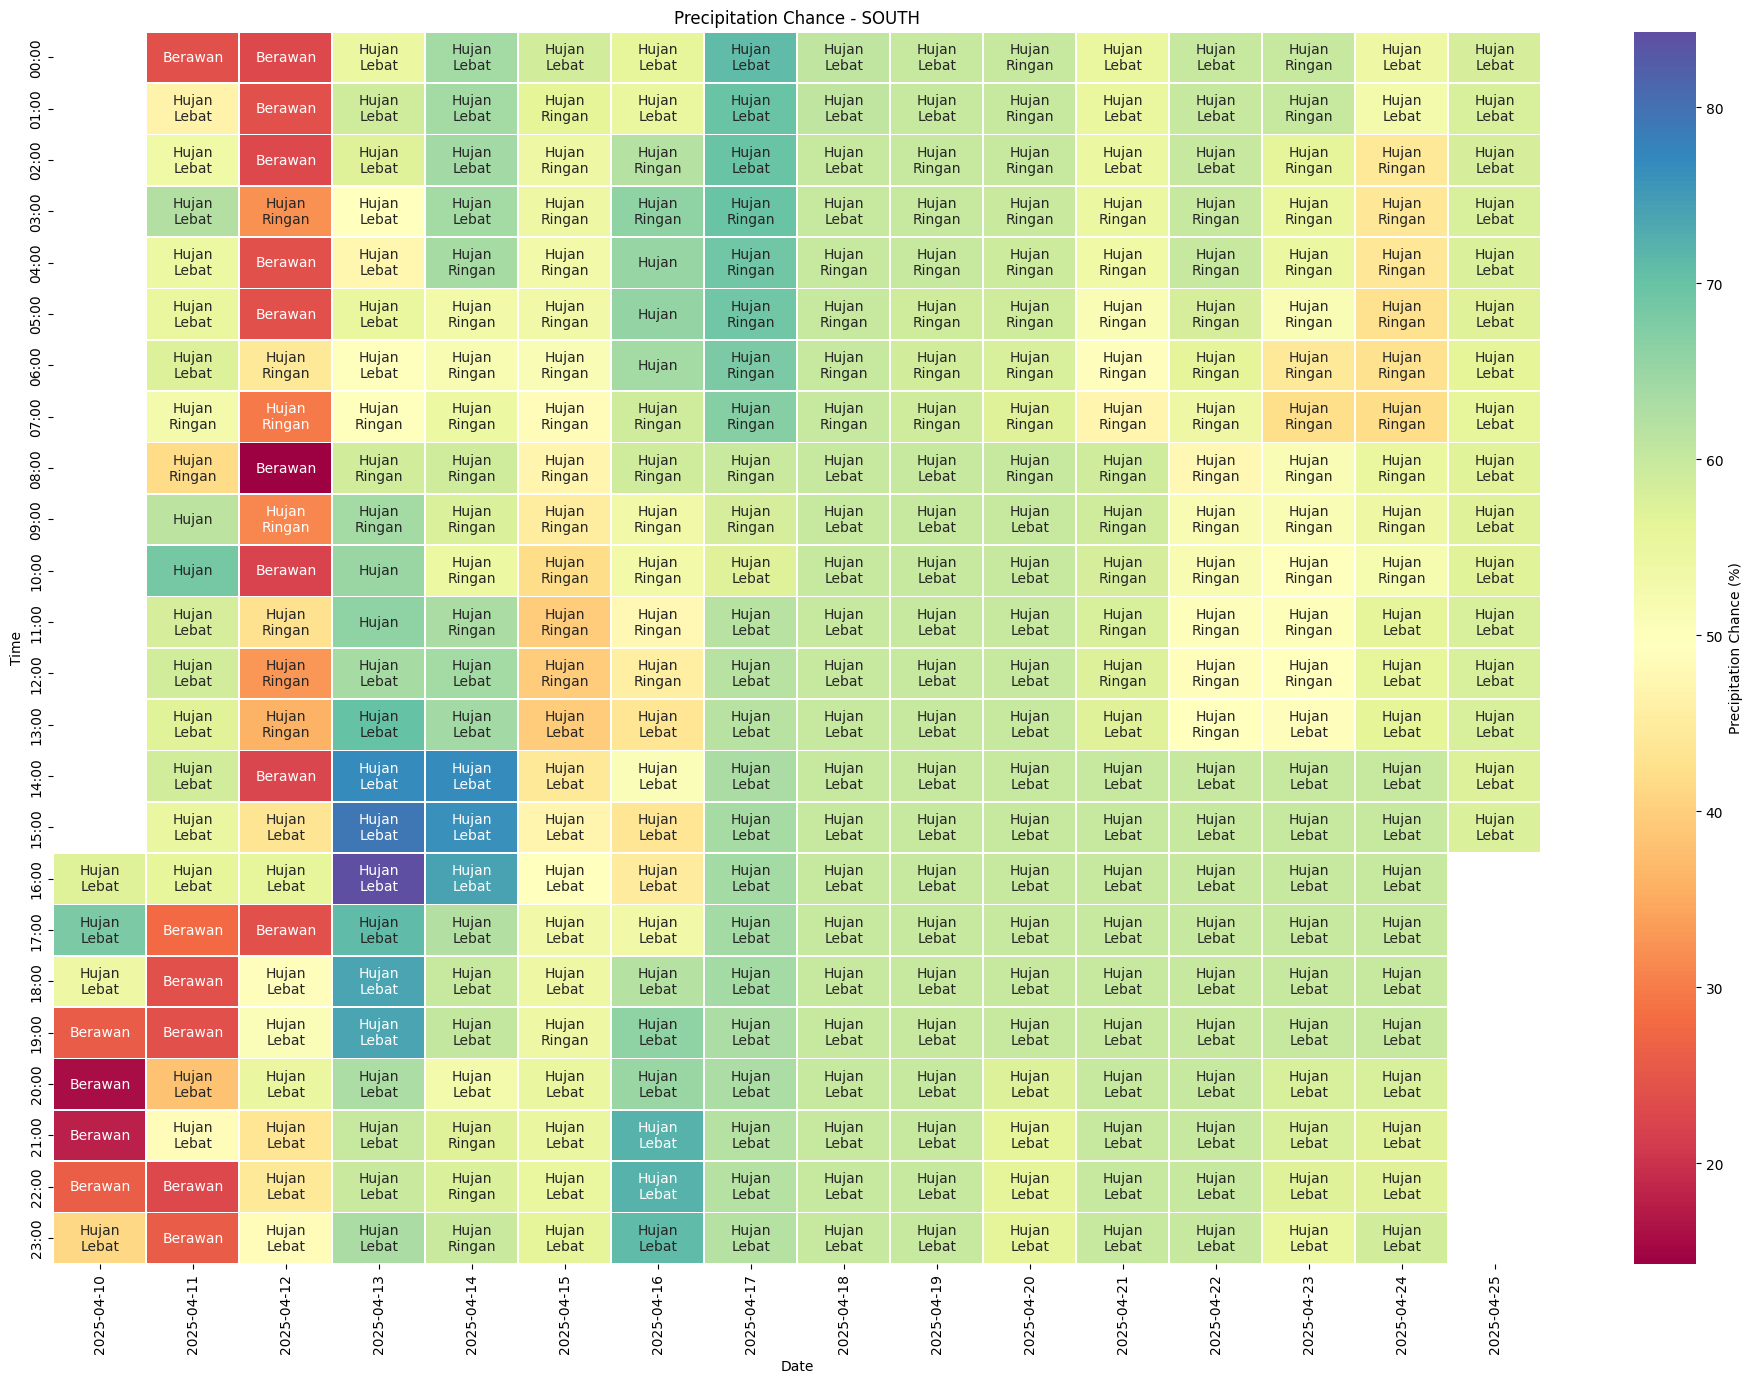 Precipitation Chance - SOUTH
00:00 Berawan Berawan Hujan Lebat Hujan Lebat Hujan Lebat Hujan Lebat Hujan Lebat Hujan Lebat Hujan Lebat Hujan Ringan Hujan Lebat Hujan Lebat Hujan Ringan Hujan Lebat Hujan Lebat
01:00 Hujan Lebat Berawan Hujan Lebat Hujan Lebat Hujan Ringan Hujan Lebat Hujan Lebat Hujan Lebat Hujan Lebat Hujan Ringan Hujan Lebat Hujan Lebat Hujan Ringan Hujan Lebat Hujan Lebat
02:00 Hujan Lebat Berawan Hujan Lebat Hujan Lebat Hujan Ringan Hujan Ringan Hujan Lebat Hujan Lebat Hujan Ringan Hujan Ringan Hujan Lebat Hujan Lebat Hujan Ringan Hujan Ringan Hujan Lebat
03:00 Hujan Lebat Hujan Ringan Hujan Lebat Hujan Lebat Hujan Ringan Hujan Ringan Hujan Ringan Hujan Lebat Hujan Ringan Hujan Ringan Hujan Ringan Hujan Ringan Hujan Ringan Hujan Ringan Hujan Lebat
04:00 Hujan Lebat Berawan Hujan Lebat Hujan Ringan Hujan Ringan Hujan Hujan Ringan Hujan Ringan Hujan Ringan Hujan Ringan Hujan Ringan Hujan Ringan Hujan Ringan Hujan Ringan Hujan Lebat
05:00 Hujan Lebat Berawan Hujan Lebat Hujan Ringan Hujan Ringan Hujan Hujan Ringan Hujan Ringan Hujan Ringan Hujan Ringan Hujan Ringan Hujan Ringan Hujan Ringan Hujan Ringan Hujan Lebat
06:00 Hujan Lebat Hujan Ringan Hujan Lebat Hujan Ringan Hujan Ringan Hujan Hujan Ringan Hujan Ringan Hujan Ringan Hujan Ringan Hujan Ringan Hujan Ringan Hujan Ringan Hujan Ringan Hujan Lebat
07:00 Hujan Ringan Hujan Ringan Hujan Ringan Hujan Ringan Hujan Ringan Hujan Ringan Hujan Ringan Hujan Ringan Hujan Ringan Hujan Ringan Hujan Ringan Hujan Ringan Hujan Ringan Hujan Ringan Hujan Lebat
08:00 Hujan Ringan Berawan Hujan Ringan Hujan Ringan Hujan Ringan Hujan Ringan Hujan Ringan Hujan Lebat Hujan Lebat Hujan Ringan Hujan Ringan Hujan Ringan Hujan Ringan Hujan Ringan Hujan Lebat
09:00 Hujan Hujan Ringan Hujan Ringan Hujan Ringan Hujan Ringan Hujan Ringan Hujan Ringan Hujan Lebat Hujan Lebat Hujan Lebat Hujan Ringan Hujan Ringan Hujan Ringan Hujan Ringan Hujan Lebat
10:00 Hujan Berawan Hujan Hujan Ringan Hujan Ringan Hujan Ringan Hujan Lebat Hujan Lebat Hujan Lebat Hujan Lebat Hujan Ringan Hujan Ringan Hujan Ringan Hujan Ringan Hujan Lebat
11:00 Hujan Lebat Hujan Ringan Hujan Hujan Ringan Hujan Ringan Hujan Ringan Hujan Lebat Hujan Lebat Hujan Lebat Hujan Lebat Hujan Ringan Hujan Ringan Hujan Ringan Hujan Lebat Hujan Lebat
12:00 Hujan Lebat Hujan Ringan Hujan Lebat Hujan Lebat Hujan Ringan Hujan Ringan Hujan Lebat Hujan Lebat Hujan Lebat Hujan Lebat Hujan Ringan Hujan Ringan Hujan Ringan Hujan Lebat Hujan Lebat
13:00 Hujan Lebat Hujan Ringan Hujan Lebat Hujan Lebat Hujan Lebat Hujan Lebat Hujan Lebat Hujan Lebat Hujan Lebat Hujan Lebat Hujan Lebat Hujan Ringan Hujan Lebat Hujan Lebat Hujan Lebat
14:00 Hujan Lebat Berawan Hujan Lebat Hujan Lebat Hujan Lebat Hujan Lebat Hujan Lebat Hujan Lebat Hujan Lebat Hujan Lebat Hujan Lebat Hujan Lebat Hujan Lebat Hujan Lebat Hujan Lebat
15:00 Hujan Lebat Hujan Lebat Hujan Lebat Hujan Lebat Hujan Lebat Hujan Lebat Hujan Lebat Hujan Lebat Hujan Lebat Hujan Lebat Hujan Lebat Hujan Lebat Hujan Lebat Hujan Lebat Hujan Lebat
16:00 Hujan Lebat Hujan Lebat Hujan Lebat Hujan Lebat Hujan Lebat Hujan Lebat Hujan Lebat Hujan Lebat Hujan Lebat Hujan Lebat Hujan Lebat Hujan Lebat Hujan Lebat Hujan Lebat Hujan Lebat
17:00 Hujan Lebat Berawan Berawan Hujan Lebat Hujan Lebat Hujan Lebat Hujan Lebat Hujan Lebat Hujan Lebat Hujan Lebat Hujan Lebat Hujan Lebat Hujan Lebat Hujan Lebat Hujan Lebat
18:00 Hujan Lebat Berawan Hujan Lebat Hujan Lebat Hujan Lebat Hujan Lebat Hujan Lebat Hujan Lebat Hujan Lebat Hujan Lebat Hujan Lebat Hujan Lebat Hujan Lebat Hujan Lebat Hujan Lebat
19:00 Berawan Berawan Hujan Lebat Hujan Lebat Hujan Lebat Hujan Ringan Hujan Lebat Hujan Lebat Hujan Lebat Hujan Lebat Hujan Lebat Hujan Lebat Hujan Lebat Hujan Lebat Hujan Lebat
20:00 Berawan Hujan Lebat Hujan Lebat Hujan Lebat Hujan Lebat Hujan Lebat Hujan Lebat Hujan Lebat Hujan Lebat Hujan Lebat Hujan Lebat Hujan Lebat Hujan Lebat Hujan Lebat Hujan Lebat
21:00 Berawan Hujan Lebat Hujan Lebat Hujan Lebat Hujan Ringan Hujan Lebat Hujan Lebat Hujan Lebat Hujan Lebat Hujan Lebat Hujan Lebat Hujan Lebat Hujan Lebat Hujan Lebat Hujan Lebat
22:00 Berawan Berawan Hujan Lebat Hujan Lebat Hujan Ringan Hujan Lebat Hujan Lebat Hujan Lebat Hujan Lebat Hujan Lebat Hujan Lebat Hujan Lebat Hujan Lebat Hujan Lebat Hujan Lebat
23:00 Hujan Lebat Berawan Hujan Lebat Hujan Lebat Hujan Ringan Hujan Lebat Hujan Lebat Hujan Lebat Hujan Lebat Hujan Lebat Hujan Lebat Hujan Lebat Hujan Lebat Hujan Lebat Hujan Lebat
Time
2025-04-10 2025-04-11 2025-04-12 2025-04-13 2025-04-14 2025-04-15 2025-04-16 2025-04-17 2025-04-18 2025-04-19 2025-04-20 2025-04-21 2025-04-22 2025-04-23 2025-04-24 2025-04-25
Date
80
70
60
50
40
30
20
Precipitation Chance (%)